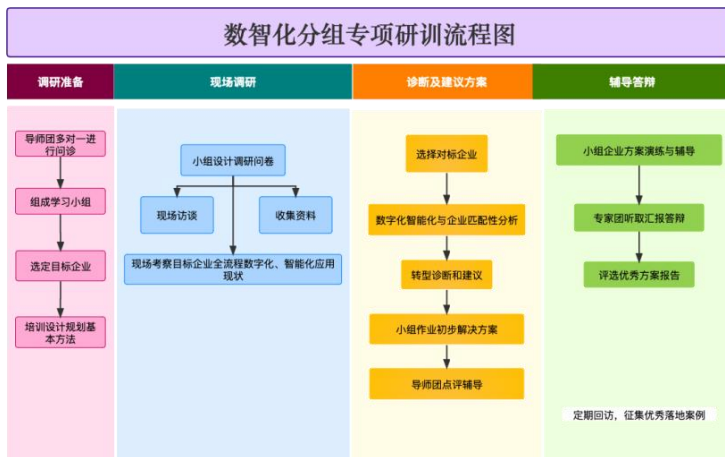 数智化分组专项研训流程图
调研准备
现场调研
诊断及建议方案
辅导答辩
导师团多对一进
行问诊
组成学习小组
选定目标企业
培训设计规划基
本方法
小组设计调研问卷
现场访谈
收集资料
现场考察目标企业全流程数字化、智能化应用
现状
选择对标企业
数字化智能化与企业匹配性分析
转型诊断和建议
小组作业初步解决方案
导师团点评辅导
小组企业方案演练与辅导
专家团听取汇报答辩
评选优秀方案报告
定期回访，征集优秀落地案例